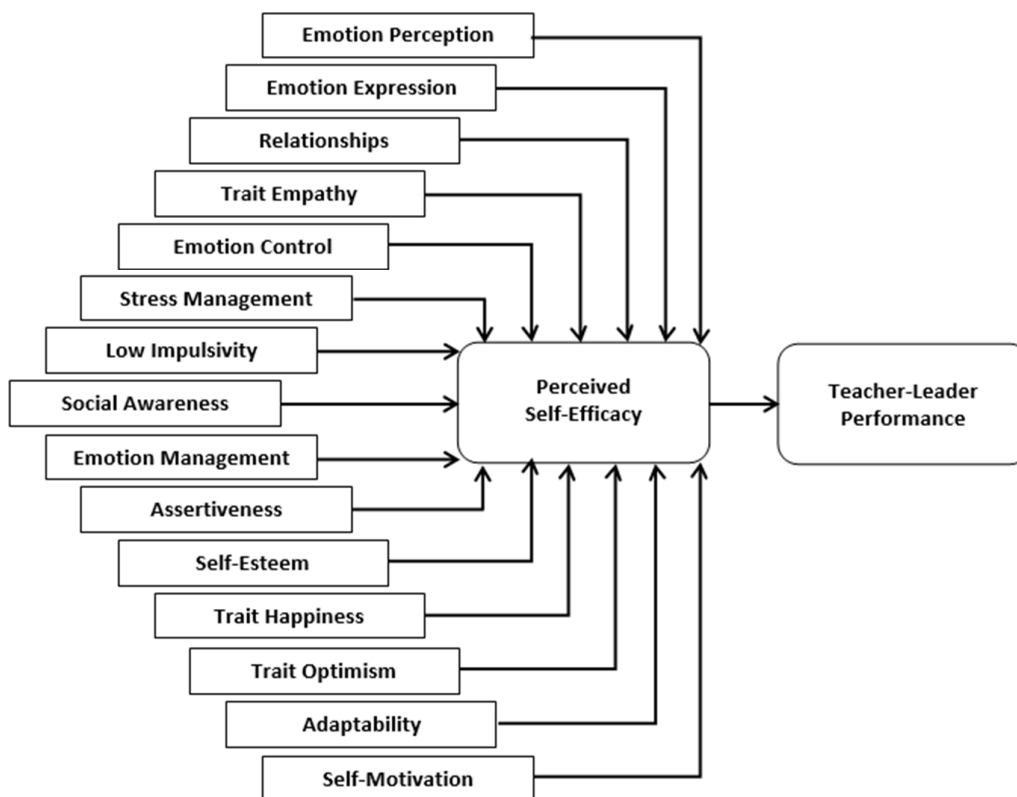 Emotion Perception
Emotion Expression
Relationships
Trait Empathy
Emotion Control
Stress Management
Low Impulsivity
Social Awareness
Emotion Management
Assertiveness
Self-Esteem
Trait Happiness
Trait Optimism
Adaptability
Self-Motivation
Perceived
Self-Efficacy
Teacher-Leader
Performance